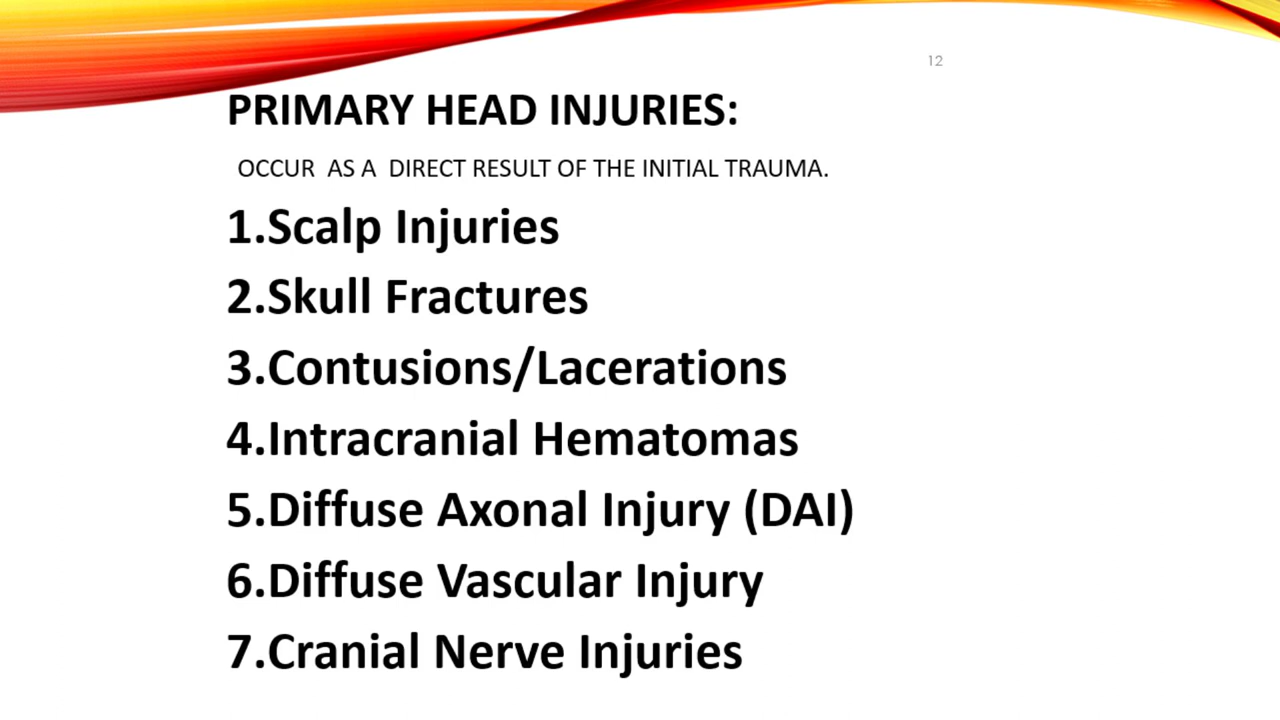 12
PRIMARY HEAD INJURIES:
OCCUR AS A DIRECT RESULT OF THE INITIAL TRAUMA.
1.Scalp Injuries
2.Skull Fractures
3.Contusions/Lacerations
4.Intracranial Hematomas
5.Diffuse Axonal Injury (DAI)
6.Diffuse Vascular Injury
7.Cranial Nerve Injuries